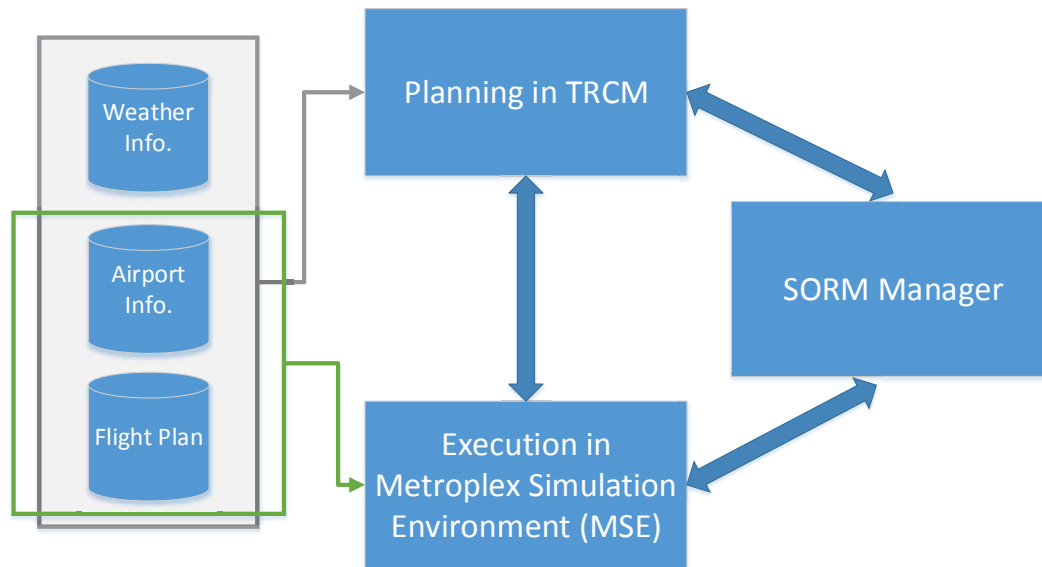 Weather
Info.
Airport
Info.
Flight Plan
Planning in TRCM
Execution in
Metroplex Simulation
Environment (MSE)
SORM Manager